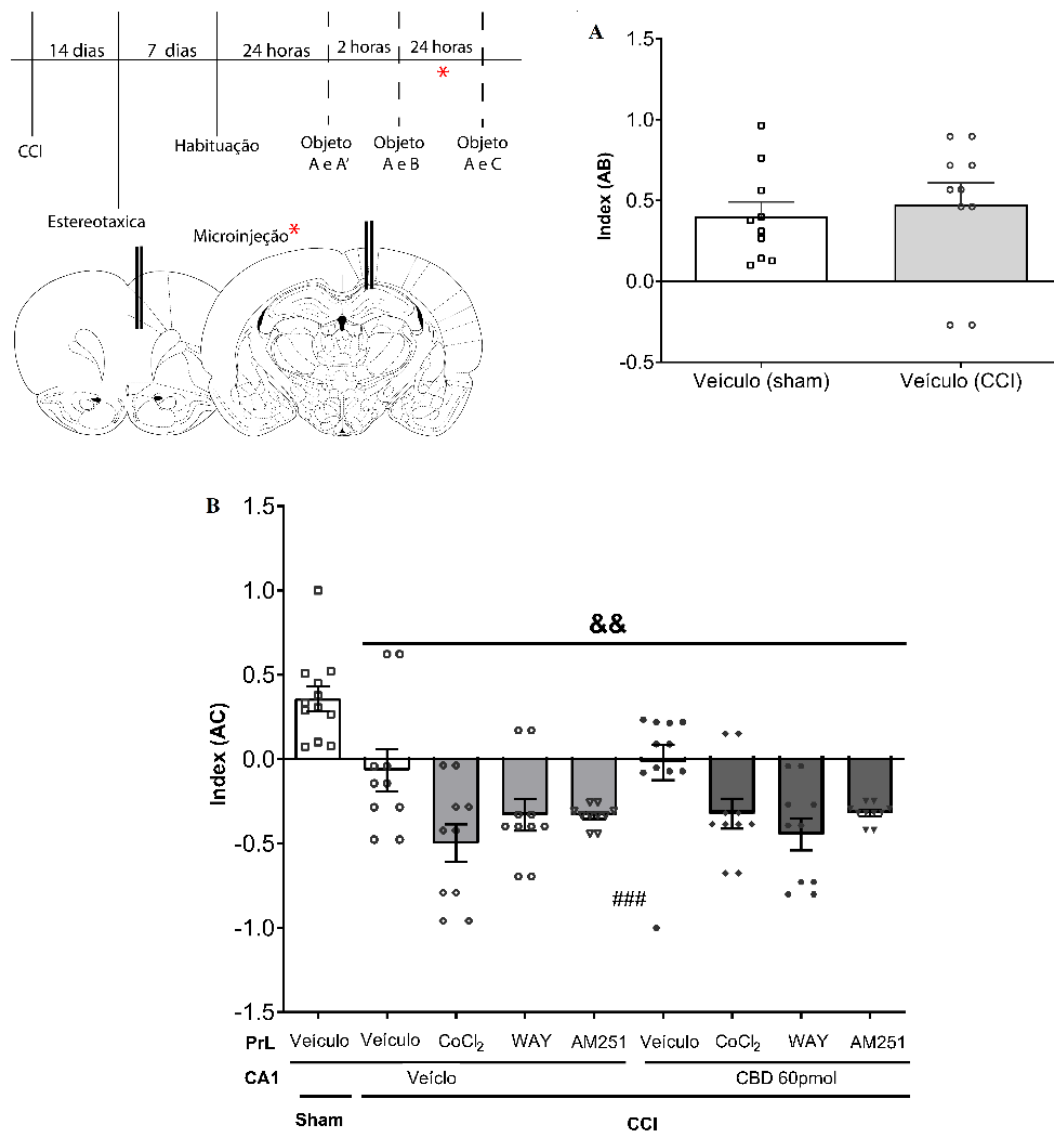 14 dias
7 dias
24 horas
2 horas
24 horas
*
CCI
Habituação
Objeto
A e A'
Objeto
A e B
Objeto
A e C
Estereotaxica
Microinjeção*
A
Index (AB)
1.5
1.0
0.5
0.0
-0.5
Veiculo (sham)
Veículo (CCI)
B
Index (AC)
1.5
1.0
0.5
0.0
-0.5
-1.0
-1.5
&&
###
PrL Veículo Veículo CoCl₂ WAY AM251 Veículo CoCl₂ WAY AM251
CA1 Veíclo CBD 60pmol
Sham CCI